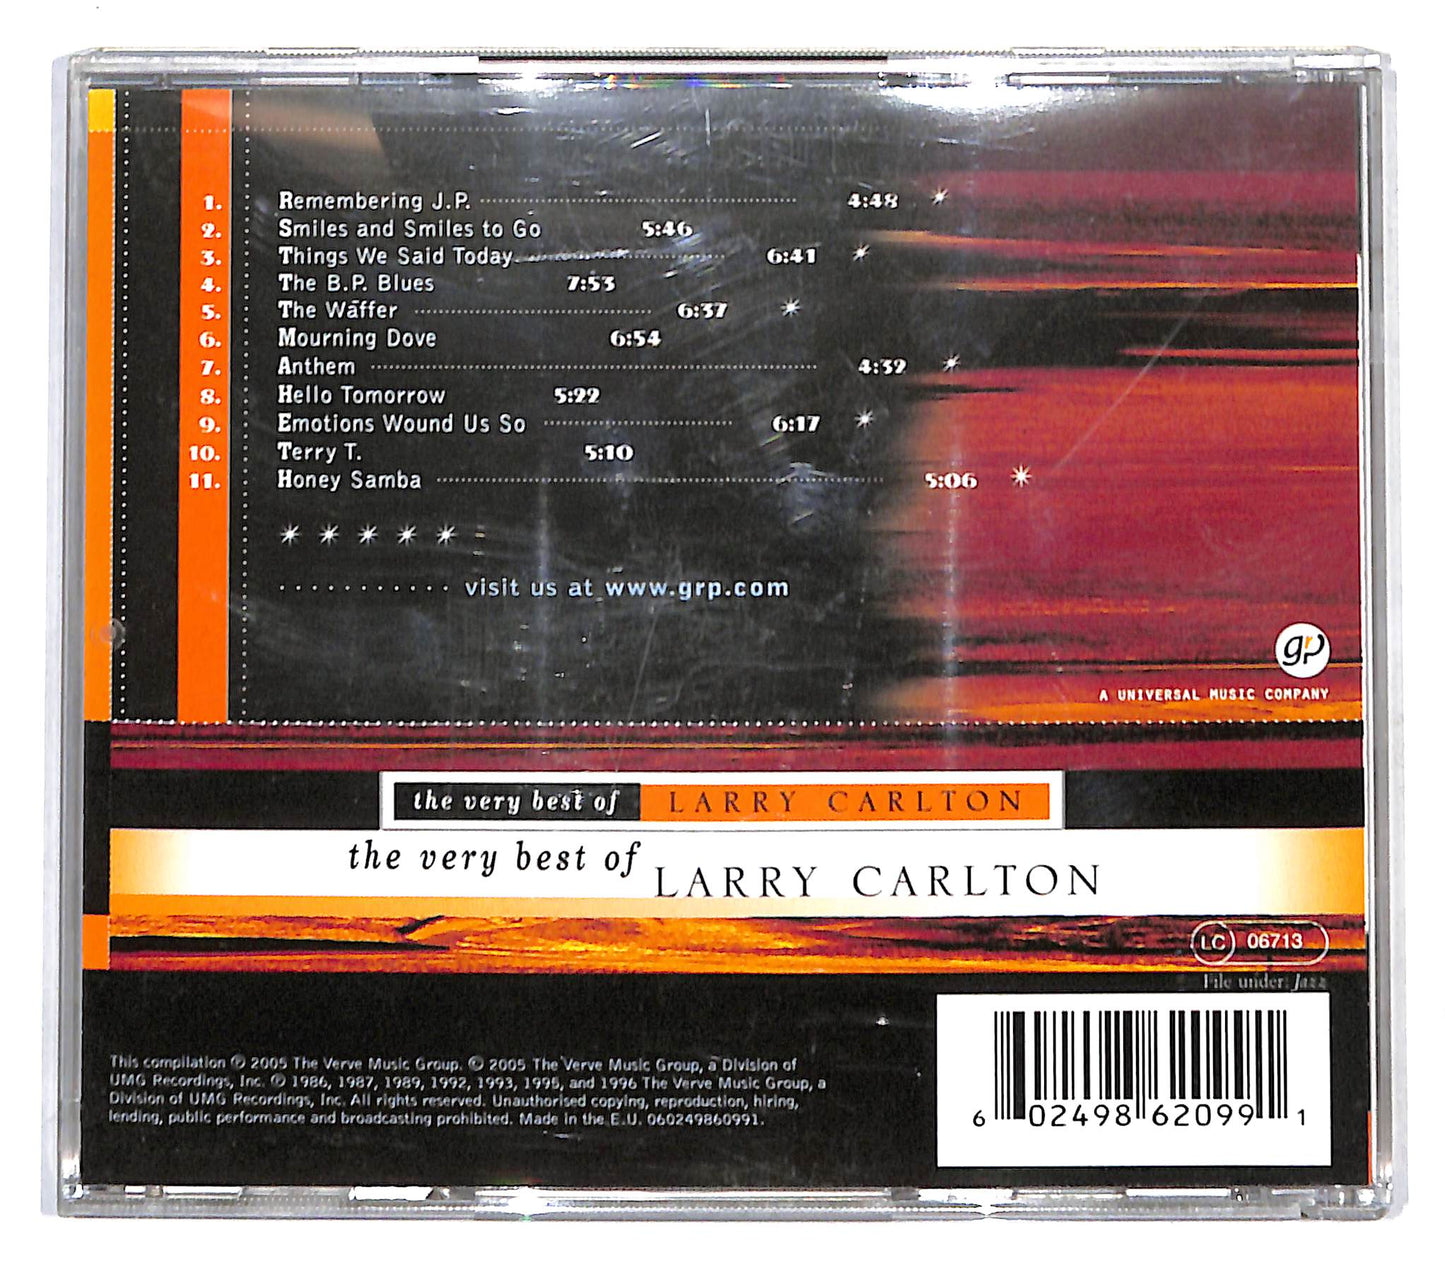 1. Remembering J.P. 4:48
2. Smiles and Smiles to Go 5:46
3. Things We Said Today 6:41
4. The B.P. Blues 7:53
5. The Wäffer 6:37
6. Mourning Dove 6:54
7. Anthem 4:32
8. Hello Tomorrow 5:22
9. Emotions Wound Us So 6:17
10. Terry T. 5:10
11. Honey Samba 5:06
visit us at www.grp.com
grp
A UNIVERSAL MUSIC COMPANY
the very best of LARRY CARLTON
the very best of LARRY CARLTON
LC 06713
File under: Jazz
This compilation ℗ 2005 The Verve Music Group. © 2005 The Verve Music Group, a Division of
UMG Recordings, Inc. ℗ 1986, 1987, 1989, 1992, 1993, 1995, and 1996 The Verve Music Group, a
Division of UMG Recordings, Inc. All rights reserved. Unauthorised copying, reproduction, hiring,
lending, public performance and broadcasting prohibited. Made in the E.U. 060249860991.
6 02498 62099 1